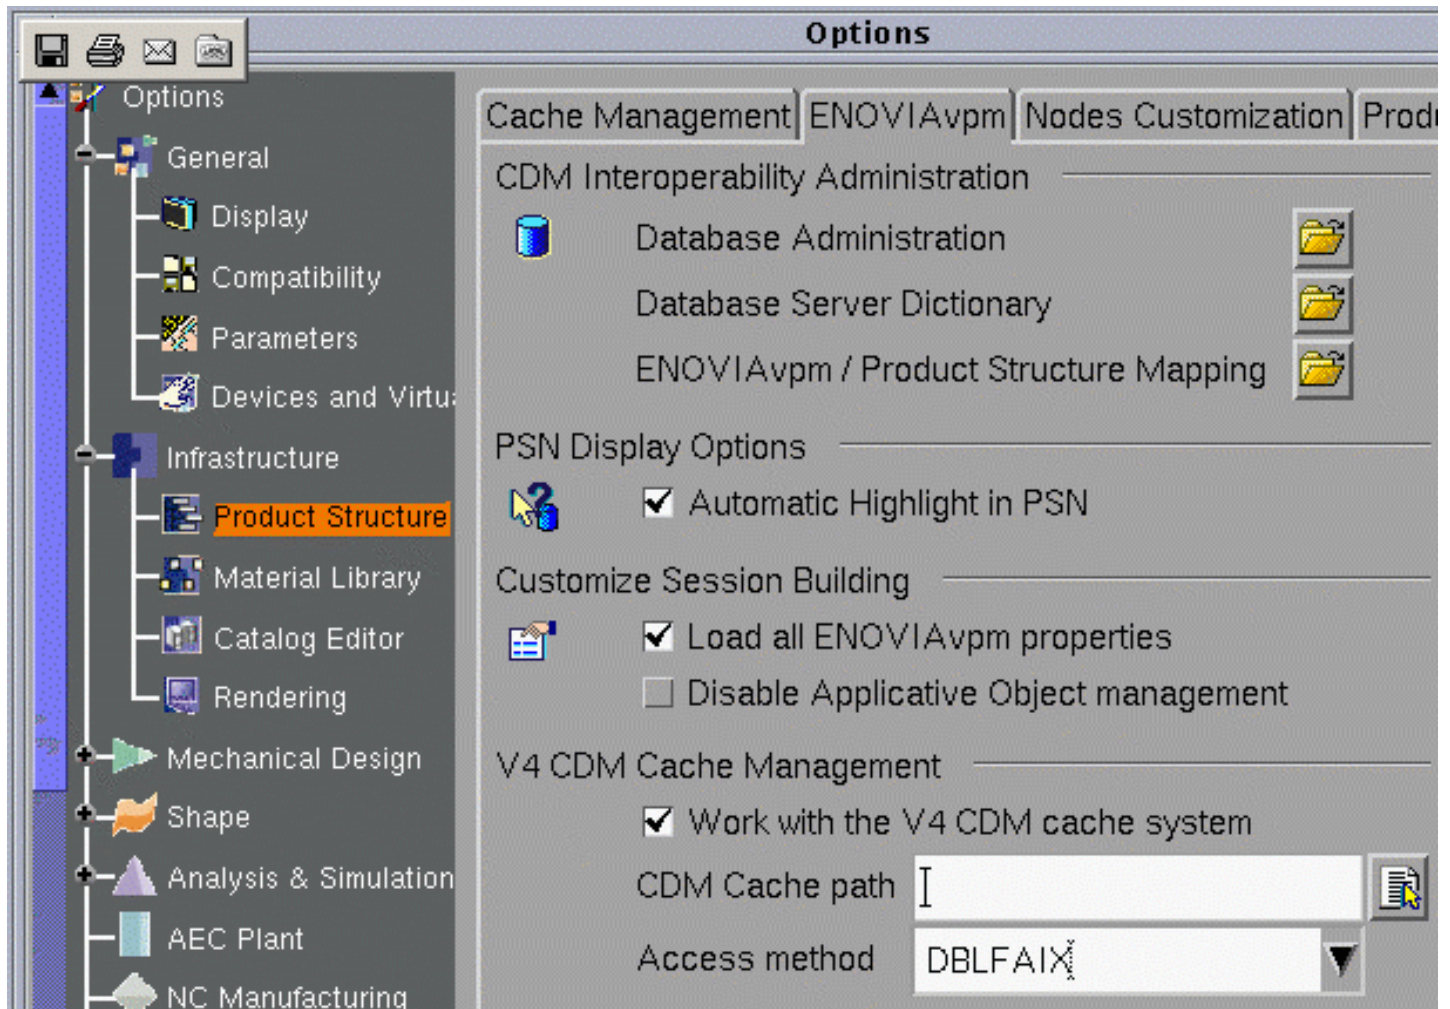 Options
Options
General
Display
Compatibility
Parameters
Devices and Virtu
Infrastructure
Product Structure
Material Library
Catalog Editor
Rendering
Mechanical Design
Shape
Analysis & Simulation
AEC Plant
NC Manufacturing
Cache Management ENOVIAvpm Nodes Customization Prod
CDM Interoperability Administration
Database Administration
Database Server Dictionary
ENOVIAvpm / Product Structure Mapping
PSN Display Options
Automatic Highlight in PSN
Customize Session Building
Load all ENOVIAvpm properties
Disable Applicative Object management
V4 CDM Cache Management
Work with the V4 CDM cache system
CDM Cache path
Access method DBLFAIX